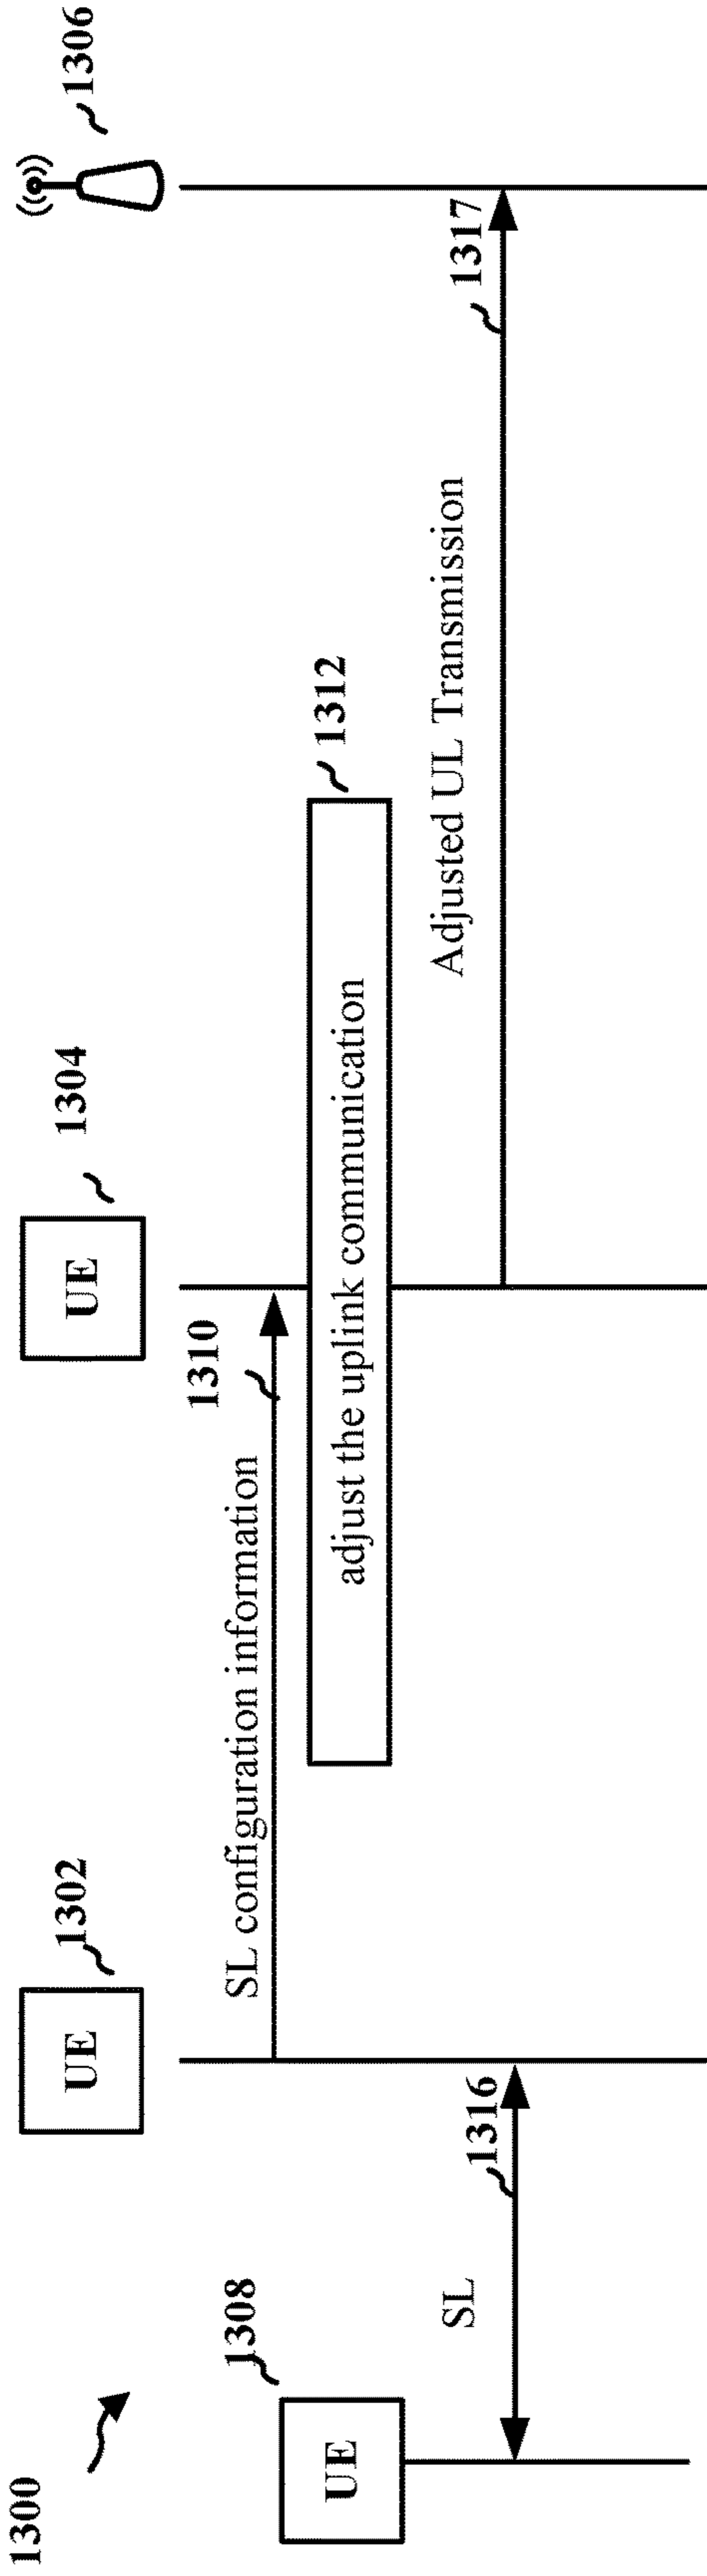 1300
UE
1302
UE
1304
1306
UE
1308
SL configuration information
1310
adjust the uplink communication
1312
Adjusted UL Transmission
1317
SL
1316